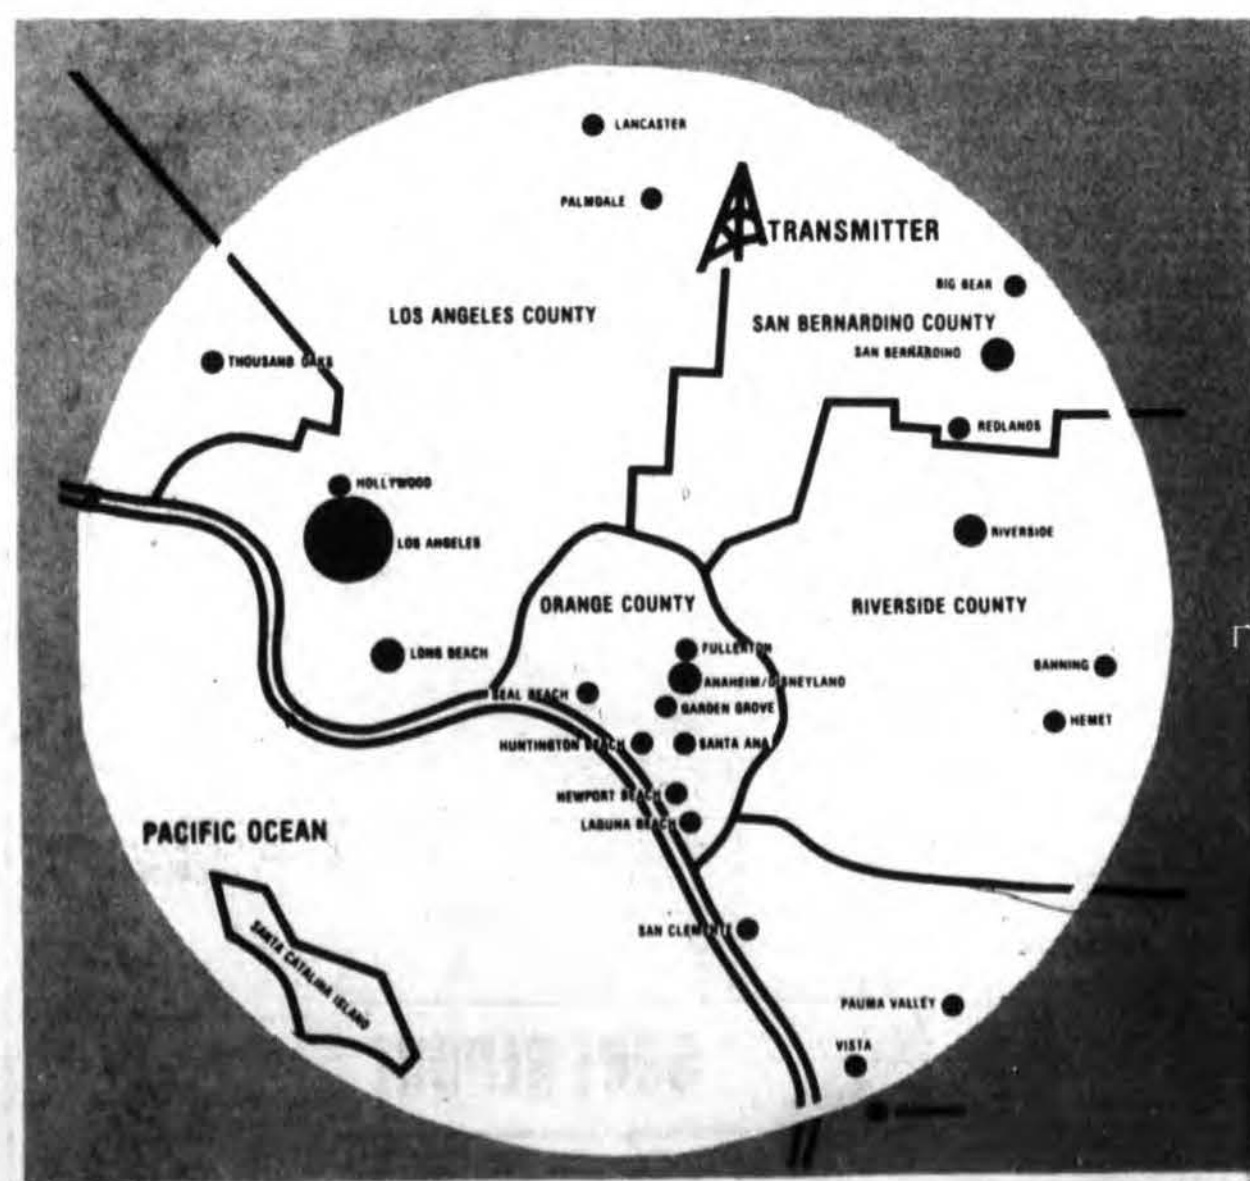 LANCASTER
PALMDALE
TRANSMITTER
BIG BEAR
LOS ANGELES COUNTY
SAN BERNARDINO COUNTY
SAN BERNARDINO
THOUSAND OAKS
REDLANDS
HOLLYWOOD
LOS ANGELES
RIVERSIDE
ORANGE COUNTY
RIVERSIDE COUNTY
FULLERTON
LONG BEACH
BANNING
ANAHEIM/DISNEYLAND
SEAL BEACH
GARDEN GROVE
HEMET
HUNTINGTON BEACH
SANTA ANA
NEWPORT BEACH
LAGUNA BEACH
PACIFIC OCEAN
SAN CLEMENTE
SANTA CATALINA ISLAND
PAUMA VALLEY
VISTA